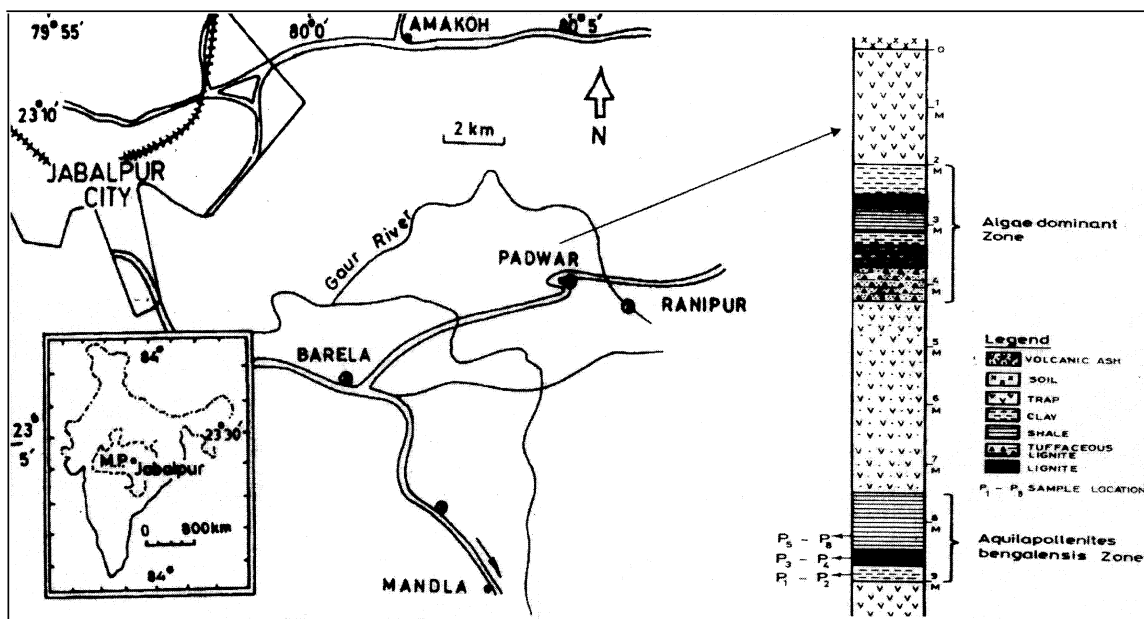 79°55′
80°0′
AMAKOH
80°5′
23°10′
2 km
N
JABALPUR
CITY
Gaur River
PADWAR
RANIPUR
BARELA
MANDLA
23°
5′
84°
23°30′
M.P.
Jabalpur
0 800km
84°
0
1
M
2
M
3
M
4
M
5
M
6
M
7
M
8
M
9
M
Algae dominant
Zone
Legend
VOLCANIC ASH
SOIL
TRAP
CLAY
SHALE
TUFFACEOUS
LIGNITE
LIGNITE
P1 - P8 SAMPLE LOCATION
P5 - P8
P3 - P4
P1 - P2
Aquilapollenites
bengalensis Zone